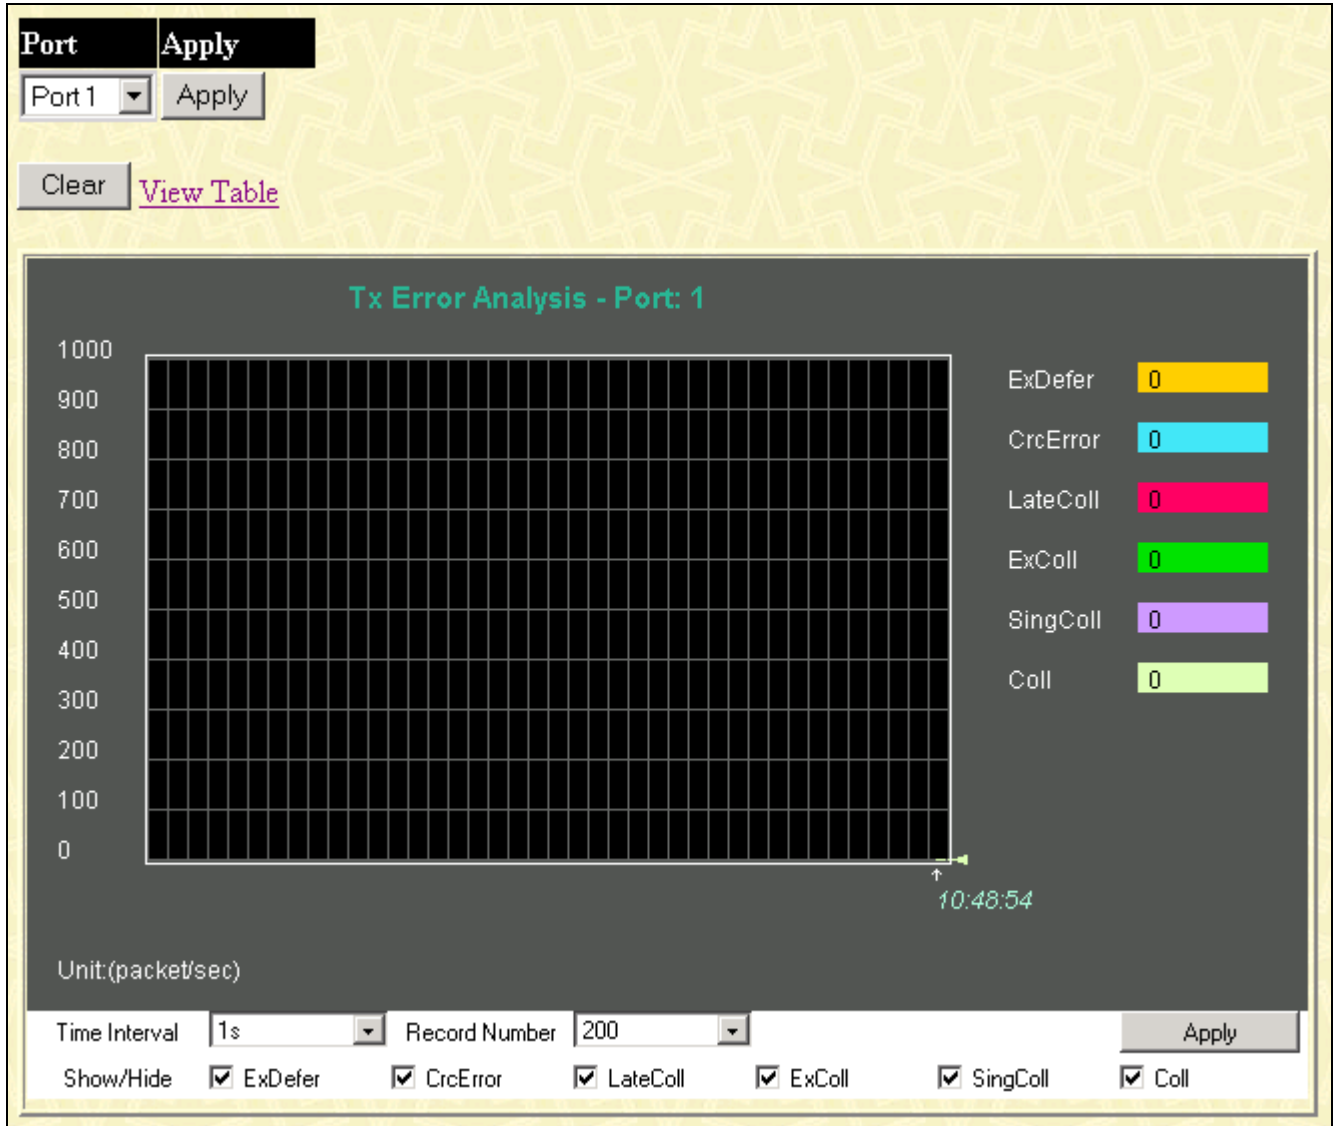 Port Apply
Port 1 Apply
Clear View Table
Tx Error Analysis - Port: 1
1000
900
800
700
600
500
400
300
200
100
0
ExDefer 0
CrcError 0
LateColl 0
ExColl 0
SingColl 0
Coll 0
10:48:54
Unit:(packet/sec)
Time Interval 1s Record Number 200 Apply
Show/Hide ExDefer CrcError LateColl ExColl SingColl Coll